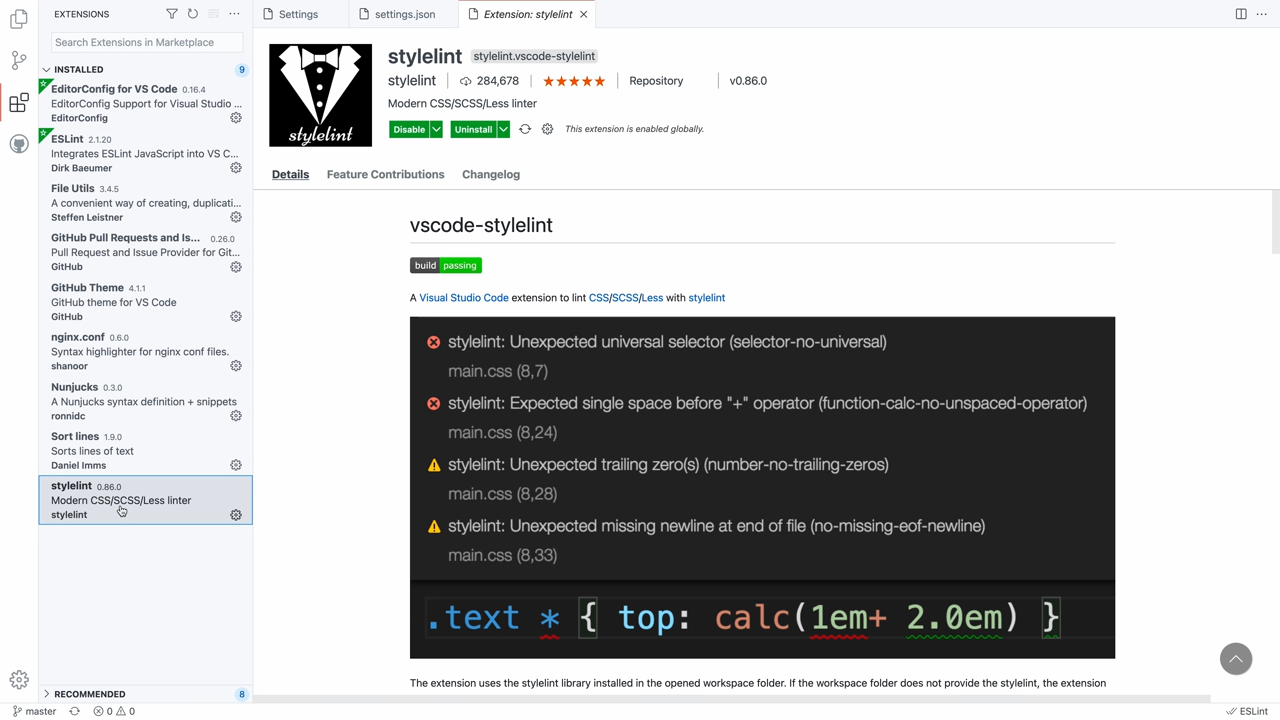 EXTENSIONS
Search Extensions in Marketplace
INSTALLED 9
EditorConfig for VS Code 0.16.4
EditorConfig Support for Visual Studio ...
EditorConfig
ESLint 2.1.20
Integrates ESLint JavaScript into VS C...
Dirk Baeumer
File Utils 3.4.5
A convenient way of creating, duplicati...
Steffen Leistner
GitHub Pull Requests and Is... 0.26.0
Pull Request and Issue Provider for Git...
GitHub
GitHub Theme 4.1.1
GitHub theme for VS Code
GitHub
nginx.conf 0.6.0
Syntax highlighter for nginx conf files.
shanoor
Nunjucks 0.3.0
A Nunjucks syntax definition + snippets
ronnidc
Sort lines 1.9.0
Sorts lines of text
Daniel Imms
stylelint 0.86.0
Modern CSS/SCSS/Less linter
stylelint
RECOMMENDED 8
Settings settings.json Extension: stylelint
stylelint
stylelint stylelint.vscode-stylelint
stylelint 284,678 Repository v0.86.0
Modern CSS/SCSS/Less linter
Disable Uninstall This extension is enabled globally.
Details Feature Contributions Changelog
vscode-stylelint
build passing
A Visual Studio Code extension to lint CSS/SCSS/Less with stylelint
stylelint: Unexpected universal selector (selector-no-universal)
main.css (8,7)
stylelint: Expected single space before "+" operator (function-calc-no-unspaced-operator)
main.css (8,24)
stylelint: Unexpected trailing zero(s) (number-no-trailing-zeros)
main.css (8,28)
stylelint: Unexpected missing newline at end of file (no-missing-eof-newline)
main.css (8,33)
.text * { top: calc(1em+ 2.0em) }
The extension uses the stylelint library installed in the opened workspace folder. If the workspace folder does not provide the stylelint, the extension
master 0 0 ESLint